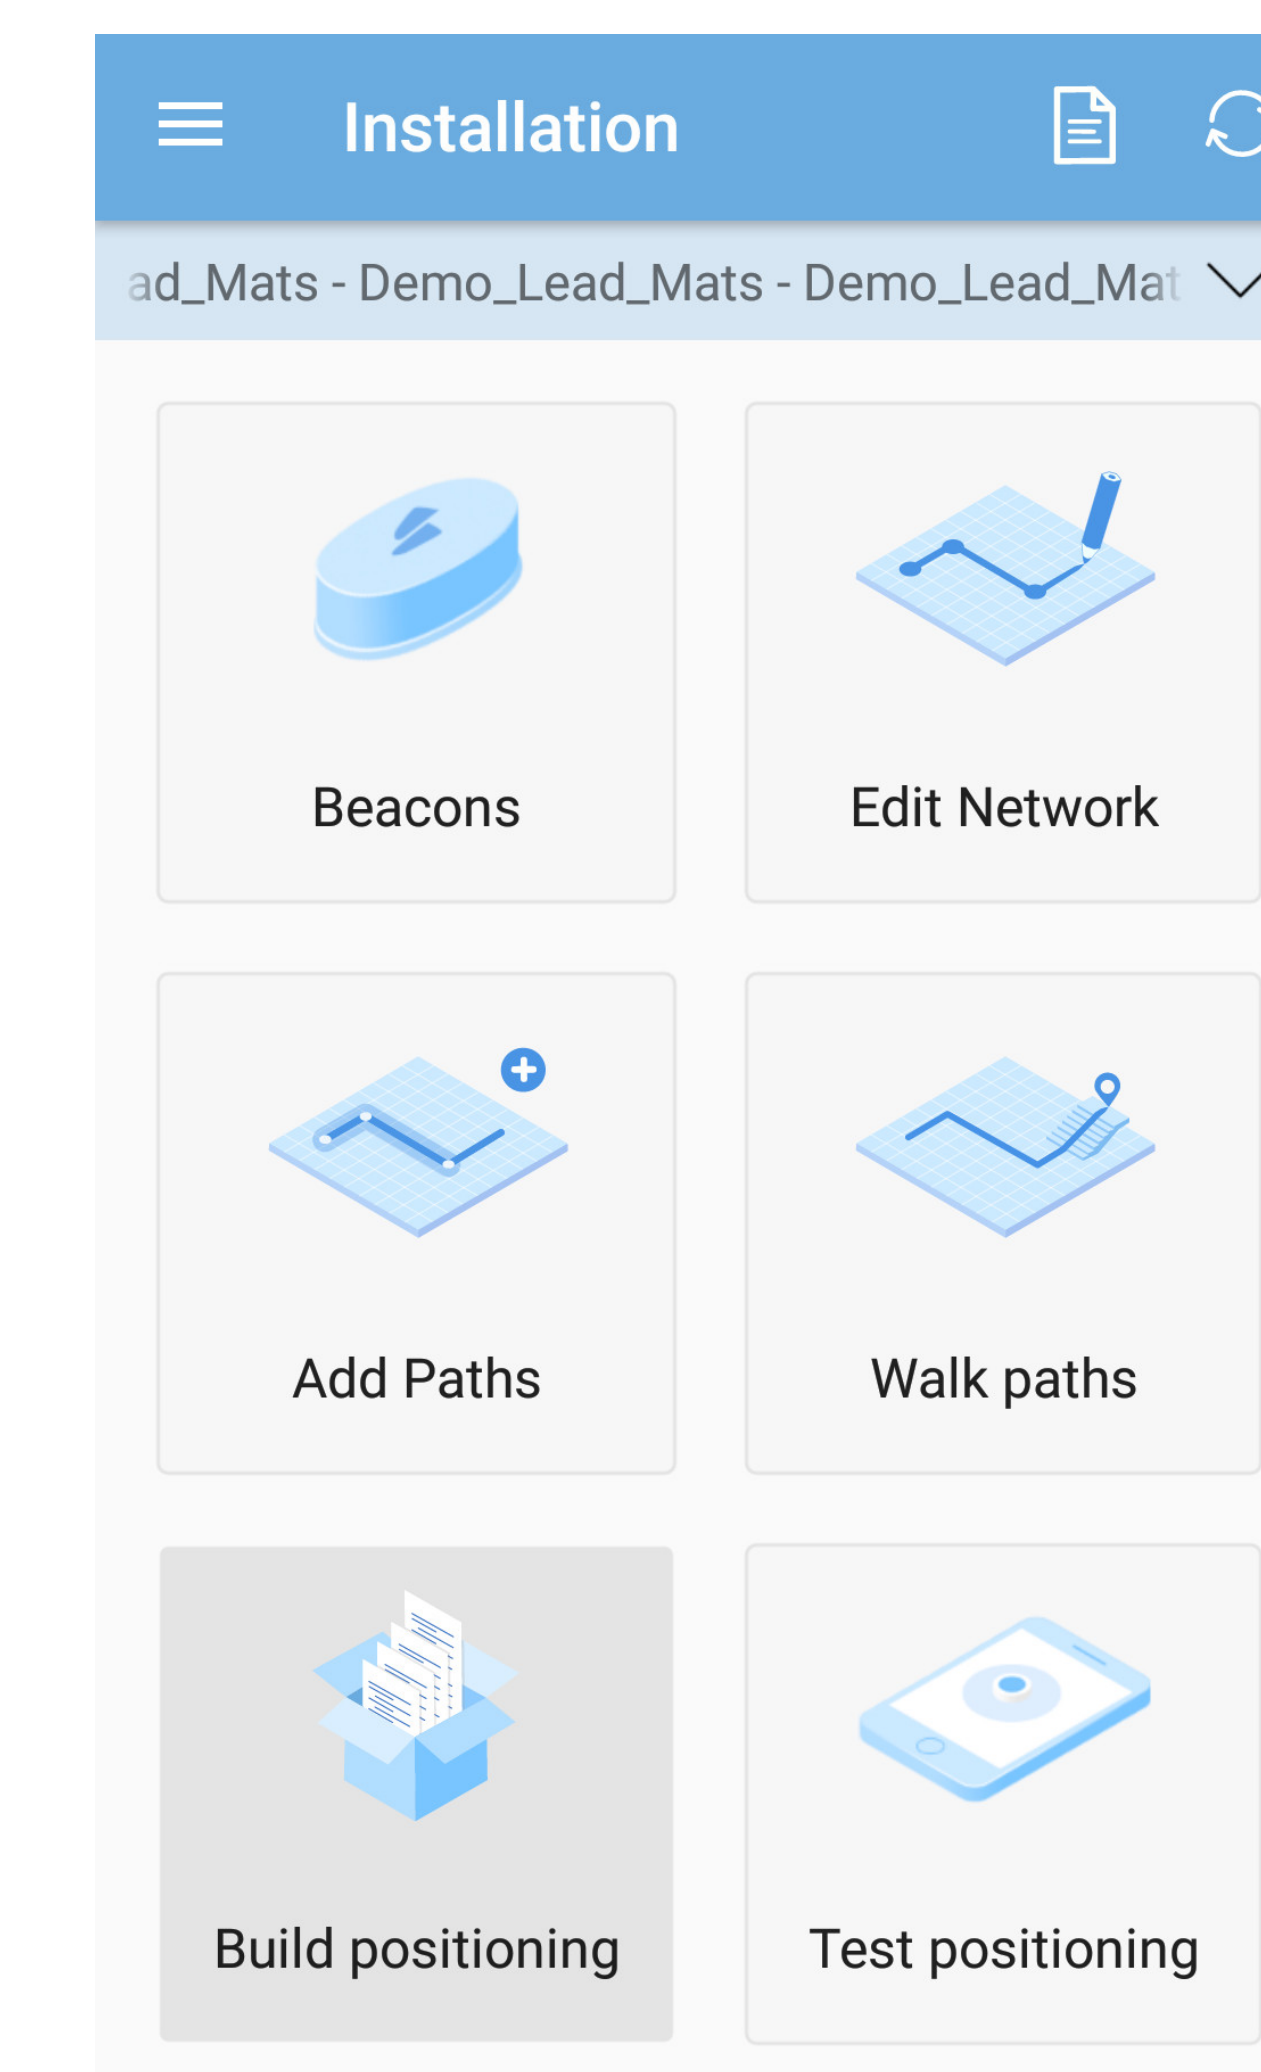 Installation
ad_Mats - Demo_Lead_Mats - Demo_Lead_Mat
Beacons
Edit Network
Add Paths
Walk paths
Build positioning
Test positioning